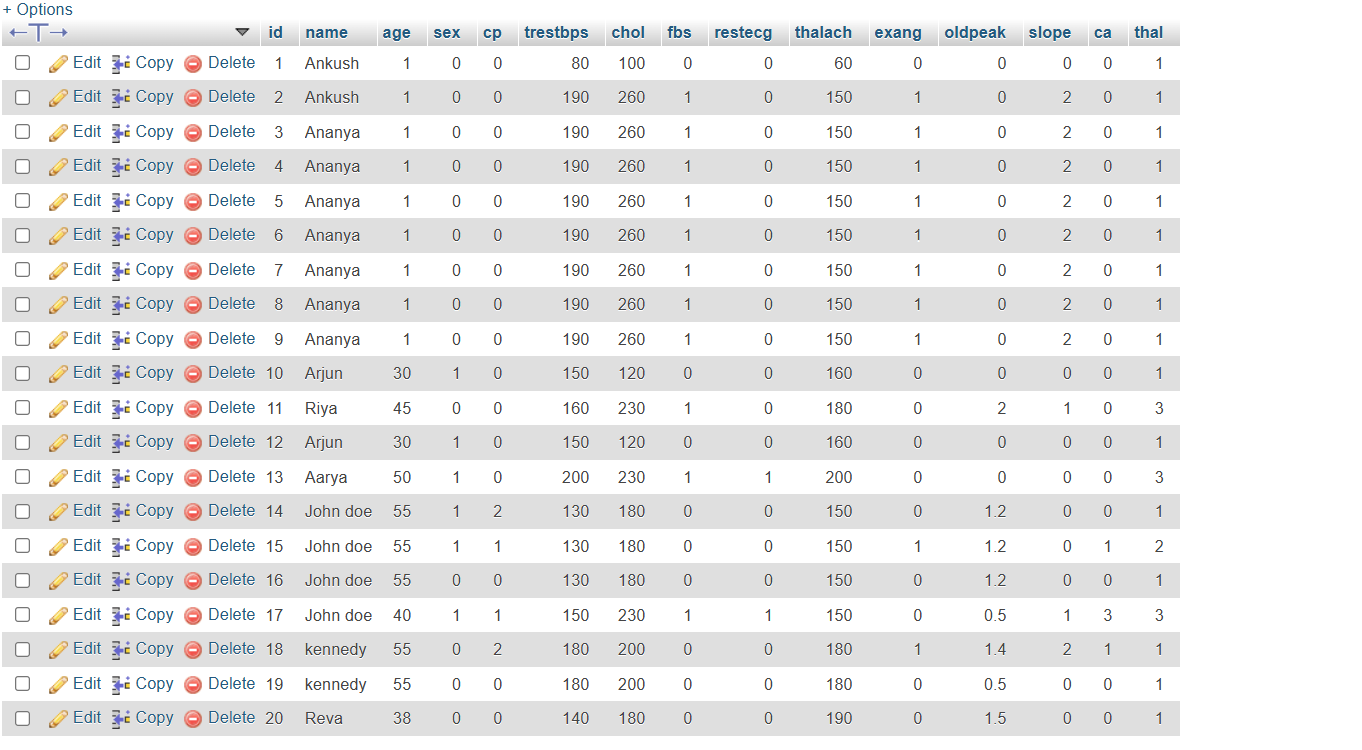 + Options
←T→ id name age sex cp trestbps chol fbs restecg thalach exang oldpeak slope ca thal
Edit Copy Delete 1 Ankush 1 0 0 80 100 0 0 60 0 0 0 0 1
Edit Copy Delete 2 Ankush 1 0 0 190 260 1 0 150 1 0 2 0 1
Edit Copy Delete 3 Ananya 1 0 0 190 260 1 0 150 1 0 2 0 1
Edit Copy Delete 4 Ananya 1 0 0 190 260 1 0 150 1 0 2 0 1
Edit Copy Delete 5 Ananya 1 0 0 190 260 1 0 150 1 0 2 0 1
Edit Copy Delete 6 Ananya 1 0 0 190 260 1 0 150 1 0 2 0 1
Edit Copy Delete 7 Ananya 1 0 0 190 260 1 0 150 1 0 2 0 1
Edit Copy Delete 8 Ananya 1 0 0 190 260 1 0 150 1 0 2 0 1
Edit Copy Delete 9 Ananya 1 0 0 190 260 1 0 150 1 0 2 0 1
Edit Copy Delete 10 Arjun 30 1 0 150 120 0 0 160 0 0 0 0 1
Edit Copy Delete 11 Riya 45 0 0 160 230 1 0 180 0 2 1 0 3
Edit Copy Delete 12 Arjun 30 1 0 150 120 0 0 160 0 0 0 0 1
Edit Copy Delete 13 Aarya 50 1 0 200 230 1 1 200 0 0 0 0 3
Edit Copy Delete 14 John doe 55 1 2 130 180 0 0 150 0 1.2 0 0 1
Edit Copy Delete 15 John doe 55 1 1 130 180 0 0 150 1 1.2 0 1 2
Edit Copy Delete 16 John doe 55 0 0 130 180 0 0 150 0 1.2 0 0 1
Edit Copy Delete 17 John doe 40 1 1 150 230 1 1 150 0 0.5 1 3 3
Edit Copy Delete 18 kennedy 55 0 2 180 200 0 0 180 1 1.4 2 1 1
Edit Copy Delete 19 kennedy 55 0 0 180 200 0 0 180 0 0.5 0 0 1
Edit Copy Delete 20 Reva 38 0 0 140 180 0 0 190 0 1.5 0 0 1